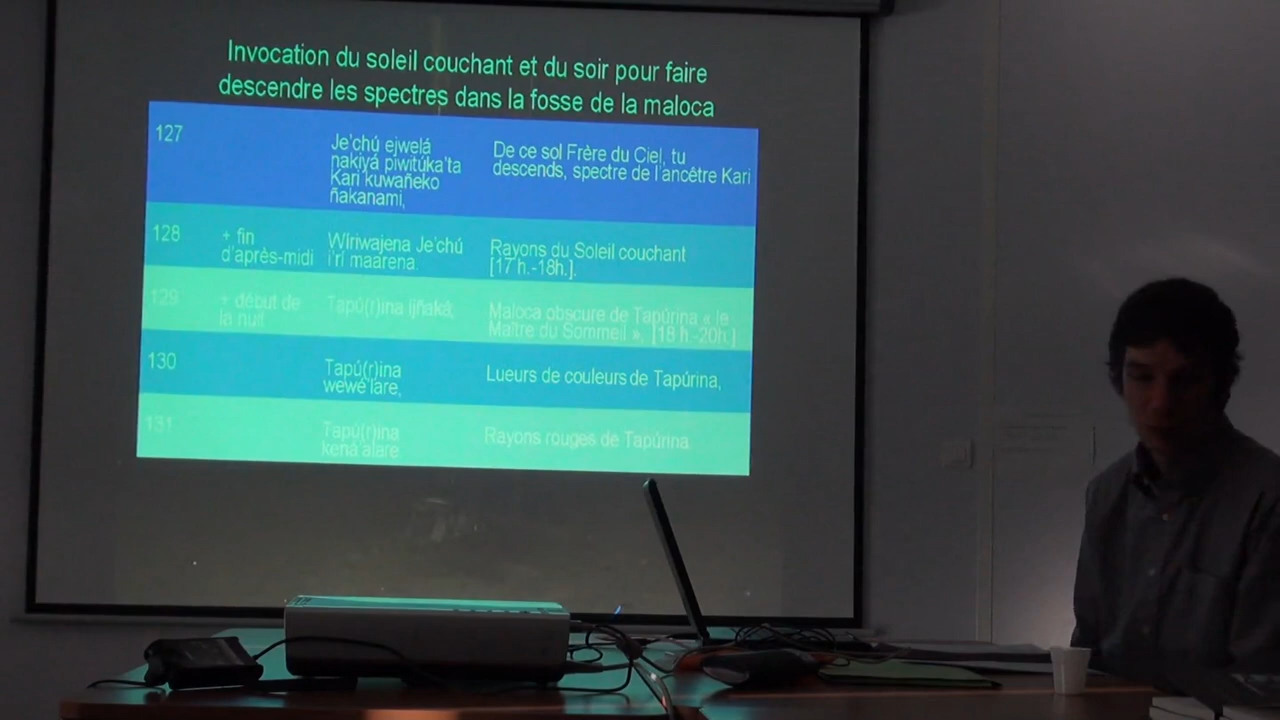 Invocation du soleil couchant et du soir pour faire
descendre les spectres dans la fosse de la maloca
127
Je'chú ejwelá
nakiyá piwitúka'ta
Kari kuwañeko
ñakanami,
De ce sol Frère du Ciel, tu
descends, spectre de l'ancêtre Kari
128
+ fin
d'après-midi
Wiriwajena Je'chú
i'rí maarena.
Rayons du Soleil couchant
[17 h.-18h.].
129
+ début de
la nuit
Tapú(r)ina ijñaká,
Maloca obscure de Tapúrina « le
Maître du Sommeil », [18 h.-20h.]
130
Tapú(r)ina
wewé'lare,
Lueurs de couleurs de Tapúrina,
131
Tapú(r)ina
kená'alare.
Rayons rouges de Tapúrina.